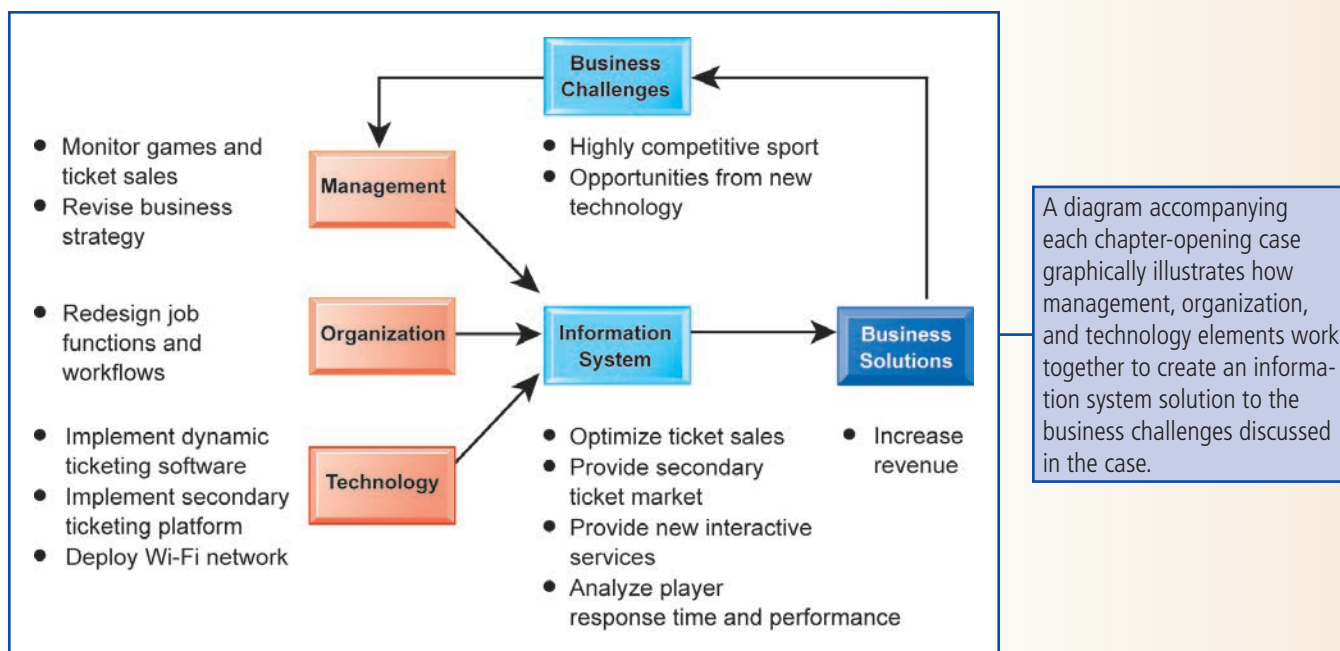 Business
Challenges
● Highly competitive sport
● Opportunities from new
technology
● Monitor games and
ticket sales
● Revise business
strategy
Management
● Redesign job
functions and
workflows
Organization
● Implement dynamic
ticketing software
● Implement secondary
ticketing platform
● Deploy Wi-Fi network
Technology
Information
System
● Optimize ticket sales
● Provide secondary
ticket market
● Provide new interactive
services
● Analyze player
response time and performance
Business
Solutions
● Increase
revenue
A diagram accompanying
each chapter-opening case
graphically illustrates how
management, organization,
and technology elements work
together to create an informa-
tion system solution to the
business challenges discussed
in the case.